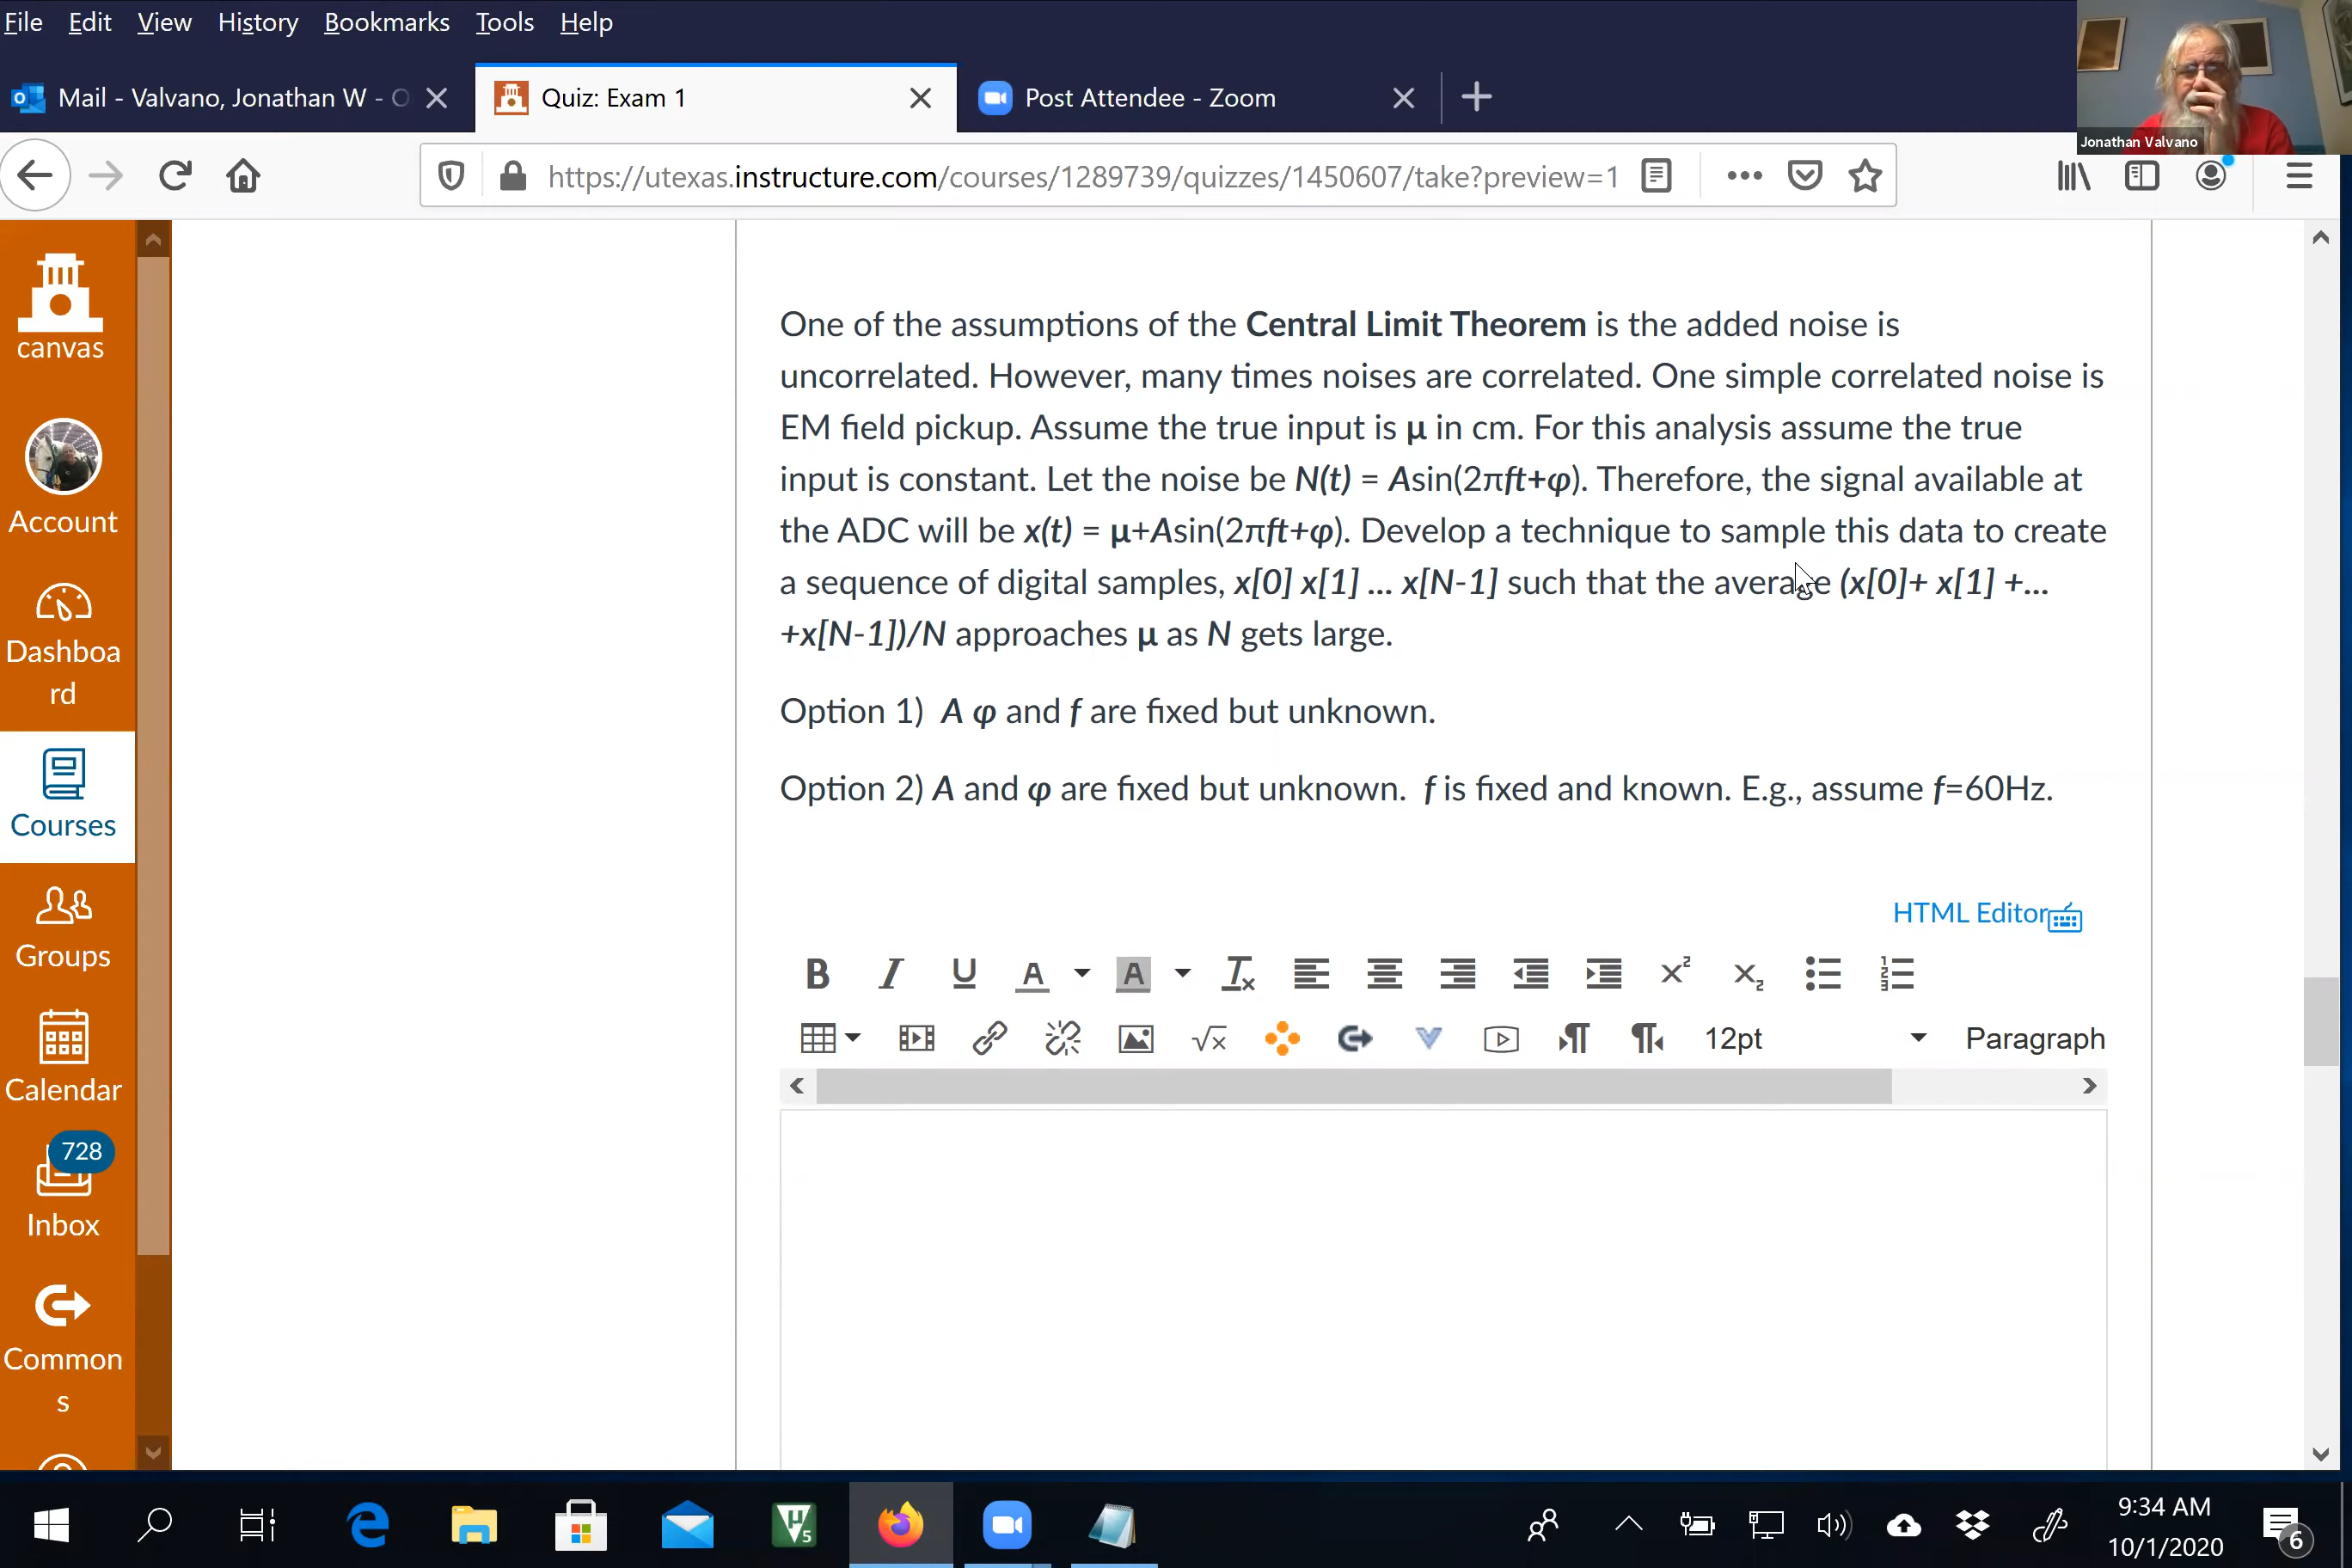 File Edit View History Bookmarks Tools Help
Mail - Valvano, Jonathan W - O
Quiz: Exam 1
Post Attendee - Zoom
Jonathan Valvano
https://utexas.instructure.com/courses/1289739/quizzes/1450607/take?preview=1
canvas
Account
Dashboa
rd
Courses
Groups
Calendar
728
Inbox
Common
s
One of the assumptions of the Central Limit Theorem is the added noise is
uncorrelated. However, many times noises are correlated. One simple correlated noise is
EM field pickup. Assume the true input is μ in cm. For this analysis assume the true
input is constant. Let the noise be N(t) = Asin(2πft+φ). Therefore, the signal available at
the ADC will be x(t) = μ+Asin(2πft+φ). Develop a technique to sample this data to create
a sequence of digital samples, x[0] x[1] ... x[N-1] such that the average (x[0]+ x[1] +...
+x[N-1])/N approaches μ as N gets large.
Option 1) A φ and f are fixed but unknown.
Option 2) A and φ are fixed but unknown. f is fixed and known. E.g., assume f=60Hz.
HTML Editor
12pt
Paragraph
9:34 AM
10/1/2020
6